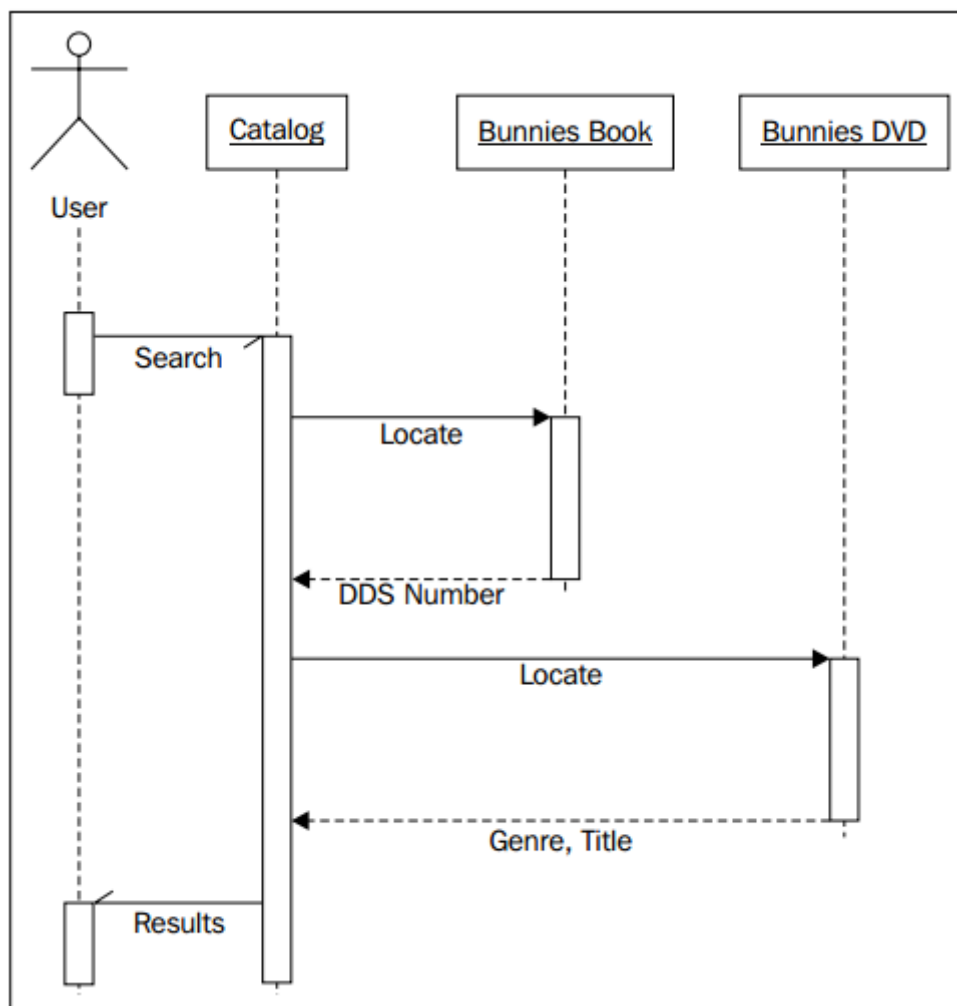 Catalog
Bunnies Book
Bunnies DVD
User
Search
Locate
DDS Number
Locate
Genre, Title
Results